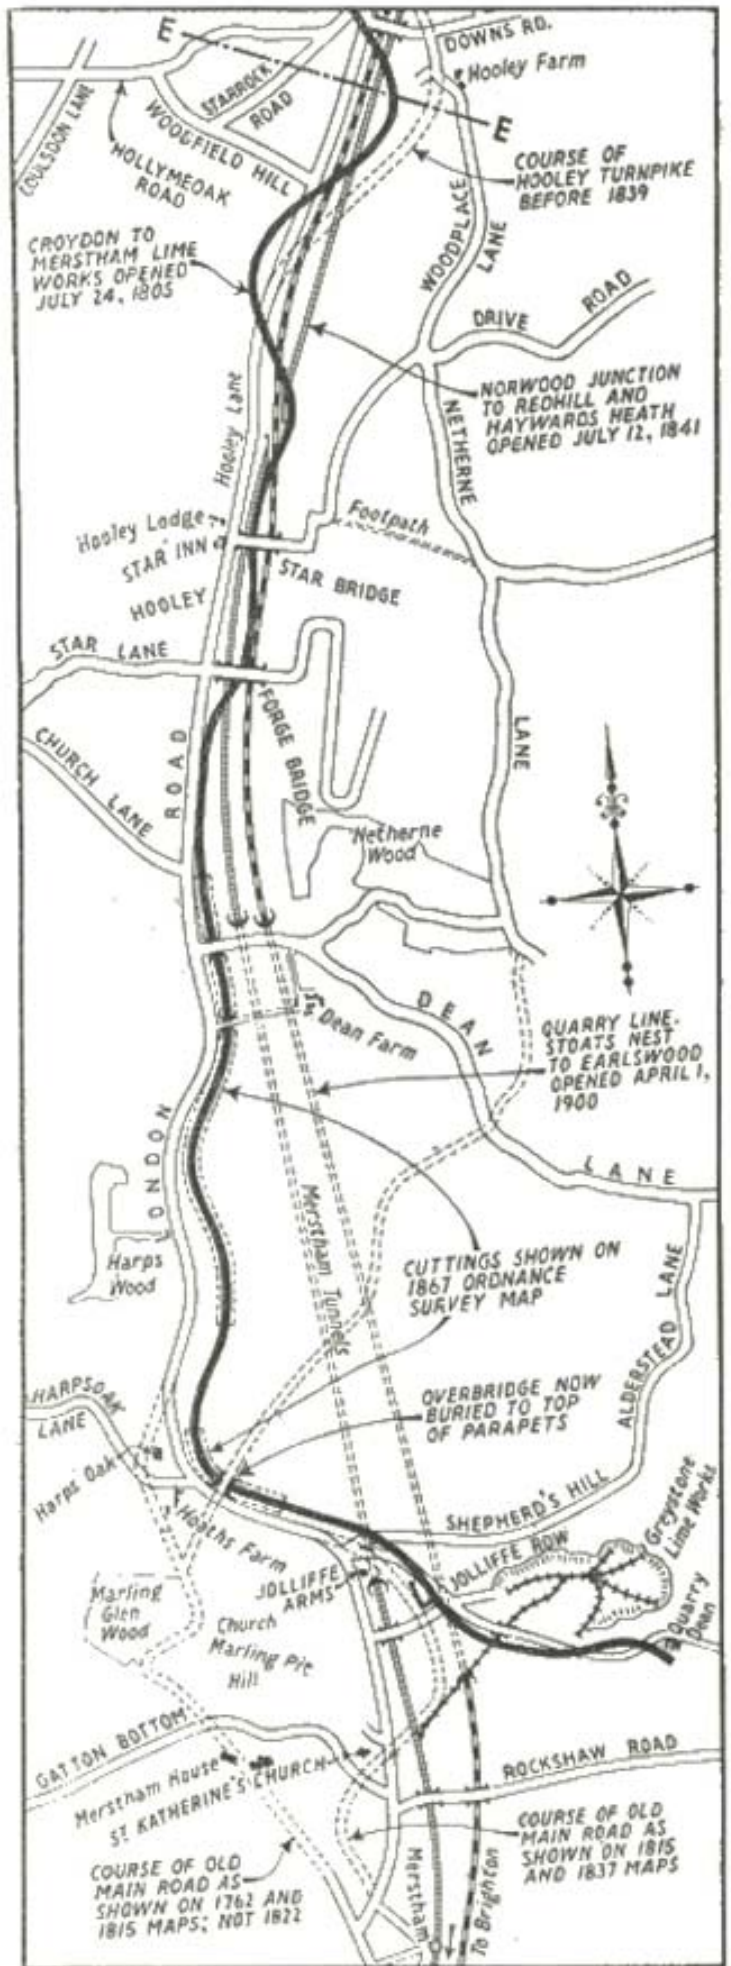 E
DOWNS RD.
Hooley Farm
STARROCK
ROAD
E
COULSDON LANE
WOODFIELD HILL
HOLLYMEOAK
ROAD
COURSE OF
HOOLEY TURNPIKE
BEFORE 1839
WOODPLACE
LANE
CROYDON TO
MERSTHAM LIME
WORKS OPENED
JULY 24, 1805
DRIVE
ROAD
NORWOOD JUNCTION
TO REDHILL AND
HAYWARDS HEATH
OPENED JULY 12, 1841
Hooley Lane
NETHERNE
Hooley Lodge
STAR INN
Footpath
HOOLEY
STAR BRIDGE
STAR LANE
FORGE BRIDGE
LANE
CHURCH LANE
ROAD
Netherne
Wood
DEAN
Dean Farm
QUARRY LINE.
STOATS NEST
TO EARLSWOOD
OPENED APRIL 1,
1900
LONDON
LANE
Merstham Tunnels
Harps
Wood
CUTTINGS SHOWN ON
1867 ORDNANCE
SURVEY MAP
ALDERSTEAD LANE
HARPSOAK
LANE
OVERBRIDGE NOW
BURIED TO TOP
OF PARAPETS
Harps Oak
SHEPHERD'S HILL
Greystone
Lime Works
Hoaths Farm
JOLLIFFE ROW
JOLLIFFE
ARMS
Marling
Glen
Wood
Church
Marling Pit
Hill
Quarry
Dean
GATTON BOTTOM
ROCKSHAW ROAD
Merstham House
ST KATHERINE'S CHURCH
COURSE OF OLD
MAIN ROAD AS
SHOWN ON 1815
AND 1837 MAPS
COURSE OF OLD
MAIN ROAD AS
SHOWN ON 1762 AND
1815 MAPS; NOT 1822
Merstham
To Brighton